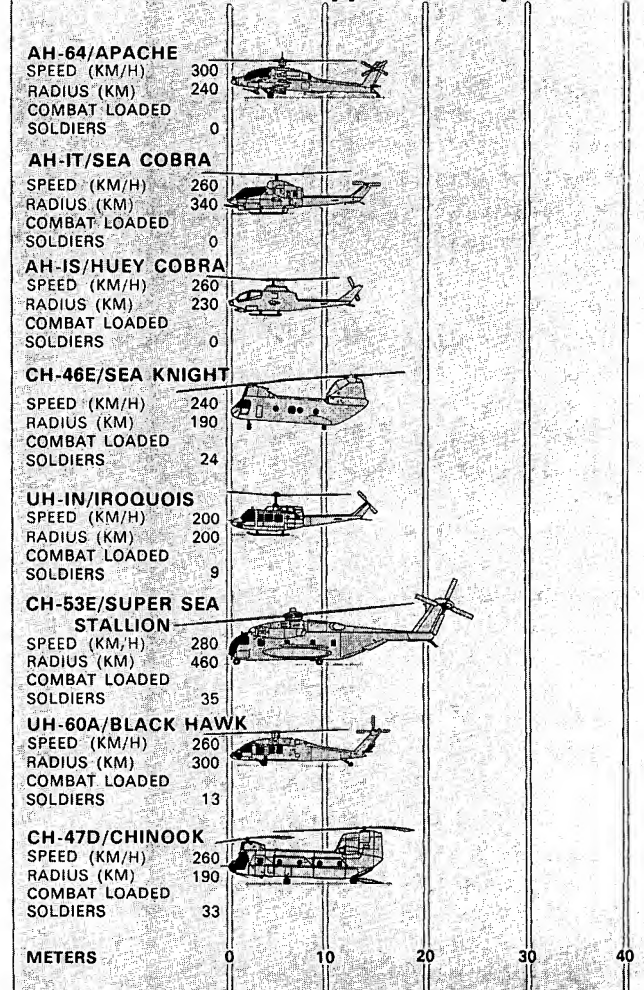 AH-64/APACHE
SPEED (KM/H) 300
RADIUS (KM) 240
COMBAT LOADED
SOLDIERS 0
AH-IT/SEA COBRA
SPEED (KM/H) 260
RADIUS (KM) 340
COMBAT LOADED
SOLDIERS 0
AH-IS/HUEY COBRA
SPEED (KM/H) 260
RADIUS (KM) 230
COMBAT LOADED
SOLDIERS 0
CH-46E/SEA KNIGHT
SPEED (KM/H) 240
RADIUS (KM) 190
COMBAT LOADED
SOLDIERS 24
UH-IN/IROQUOIS
SPEED (KM/H) 200
RADIUS (KM) 200
COMBAT LOADED
SOLDIERS 9
CH-53E/SUPER SEA
STALLION
SPEED (KM/H) 280
RADIUS (KM) 460
COMBAT LOADED
SOLDIERS 35
UH-60A/BLACK HAWK
SPEED (KM/H) 260
RADIUS (KM) 300
COMBAT LOADED
SOLDIERS 13
CH-47D/CHINOOK
SPEED (KM/H) 260
RADIUS (KM) 190
COMBAT LOADED
SOLDIERS 33
METERS 0 10 20 30 40